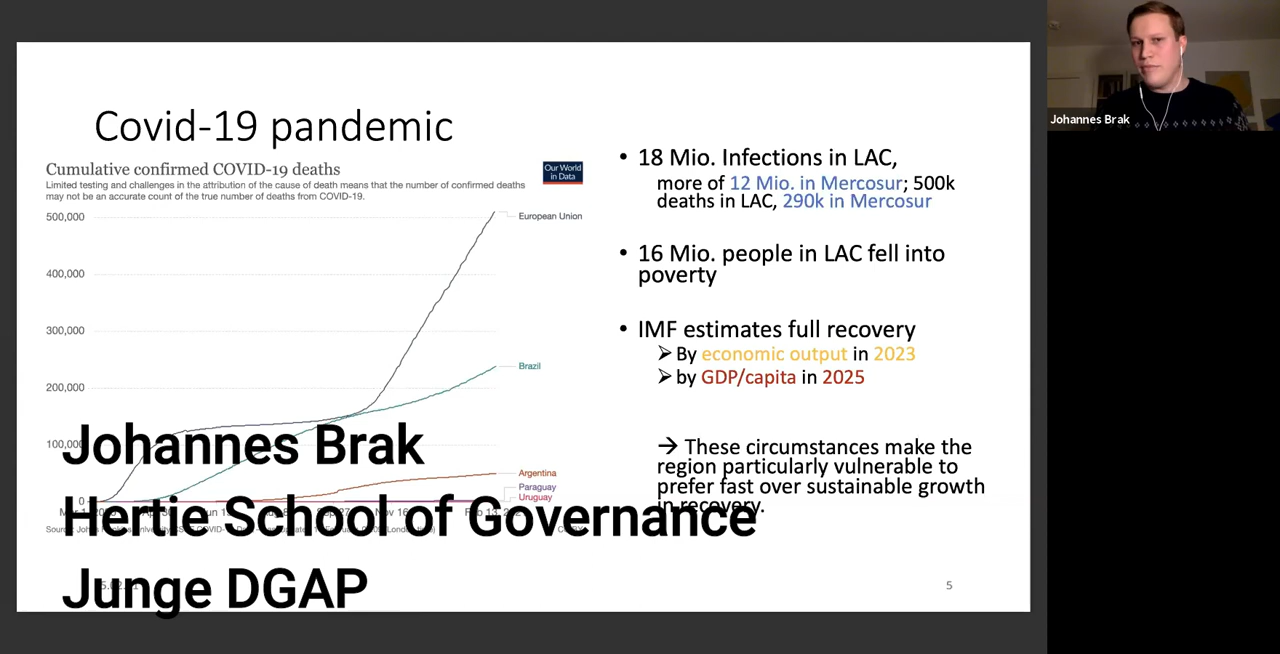 Covid-19 pandemic
Cumulative confirmed COVID-19 deaths
Limited testing and challenges in the attribution of the cause of death means that the number of confirmed deaths
may not be an accurate count of the true number of deaths from COVID-19.
Our World
in Data
500,000
400,000
300,000
200,000
100,000
0
European Union
Brazil
Argentina
Paraguay
Uruguay
Nov 16
Feb 13,
• 18 Mio. Infections in LAC,
more of 12 Mio. in Mercosur; 500k
deaths in LAC, 290k in Mercosur
• 16 Mio. people in LAC fell into
poverty
• IMF estimates full recovery
➢ By economic output in 2023
➢ by GDP/capita in 2025
→ These circumstances make the
region particularly vulnerable to
prefer fast over sustainable growth
in recovery.
5
Johannes Brak
Hertie School of Governance
Junge DGAP
Johannes Brak